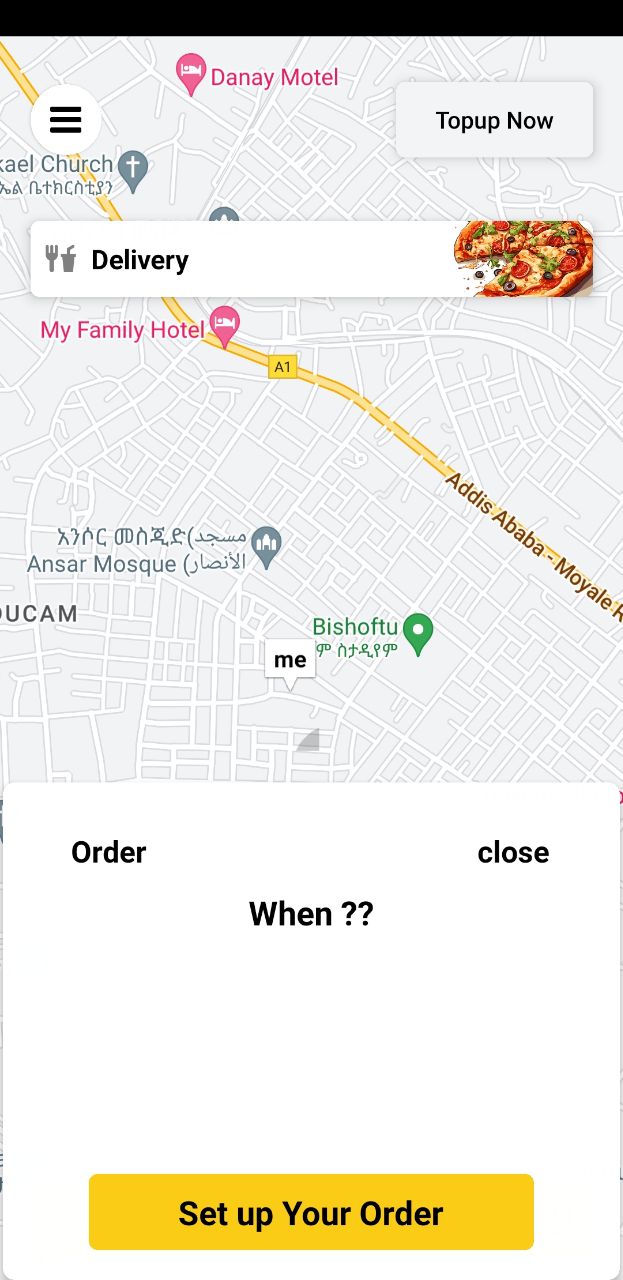 Danay Motel
Topup Now
kael Church
ኤል ቤተክርስቲያን
Delivery
My Family Hotel
A1
Addis Ababa - Moyale R
አንሶር መስጂድ(مسجد
Ansar Mosque (الأنصار
DUCAM
Bishoftu
ም ስታዲየም
me
Order
close
When ??
Set up Your Order